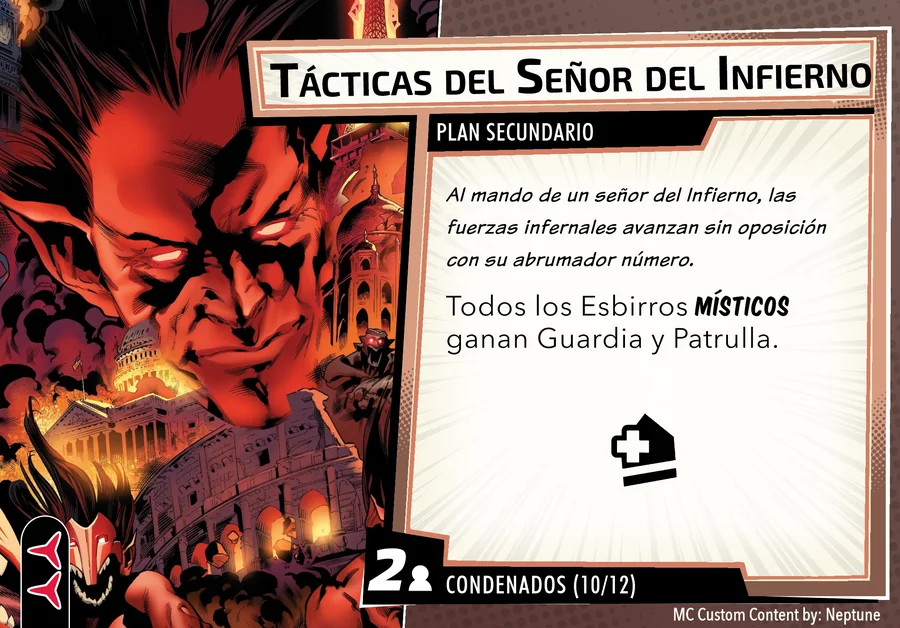 Tácticas del Señor del Infierno
PLAN SECUNDARIO
Al mando de un señor del Infierno, las
fuerzas infernales avanzan sin oposición
con su abrumador número.
Todos los Esbirros MÍSTICOS
ganan Guardia y Patrulla.
2
CONDENADOS (10/12)
MC Custom Content by: Neptune